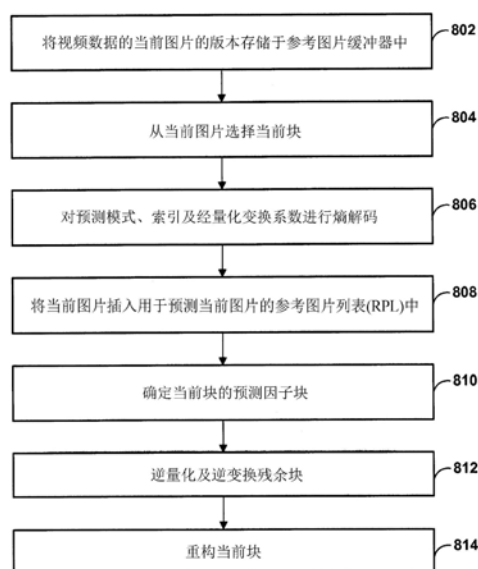 将视频数据的当前图片的版本存储于参考图片缓冲器中
802
从当前图片选择当前块
804
对预测模式、索引及经量化变换系数进行熵解码
806
将当前图片插入用于预测当前图片的参考图片列表(RPL)中
808
确定当前块的预测因子块
810
逆量化及逆变换残余块
812
重构当前块
814